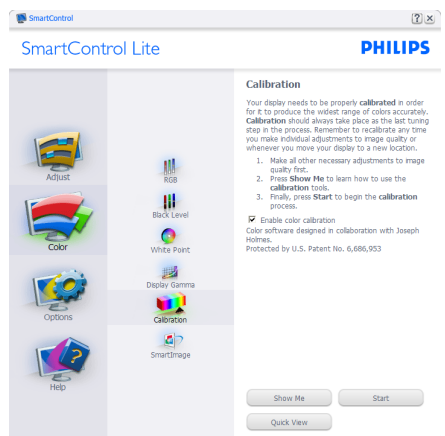 SmartControl
SmartControl Lite
PHILIPS
Adjust
Color
Options
Help
RGB
Black Level
White Point
Display Gamma
Calibration
SmartImage
Calibration
Your display needs to be properly calibrated in order
for it to produce the widest range of colors accurately.
Calibration should always take place as the last tuning
step in the process. Remember to recalibrate any time
you make individual adjustments to image quality or
whenever you move your display to a new location.
1. Make all other necessary adjustments to image
quality first.
2. Press Show Me to learn how to use the
calibration tools.
3. Finally, press Start to begin the calibration
process.
Enable color calibration
Color software designed in collaboration with Joseph
Holmes.
Protected by U.S. Patent No. 6,686,953
Show Me
Start
Quick View